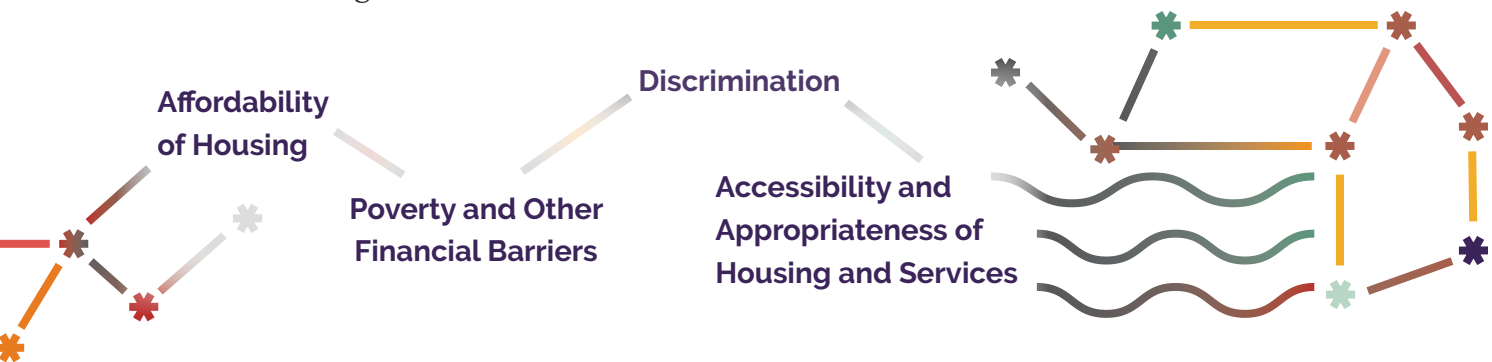 Affordability
of Housing
Poverty and Other
Financial Barriers
Discrimination
Accessibility and
Appropriateness of
Housing and Services